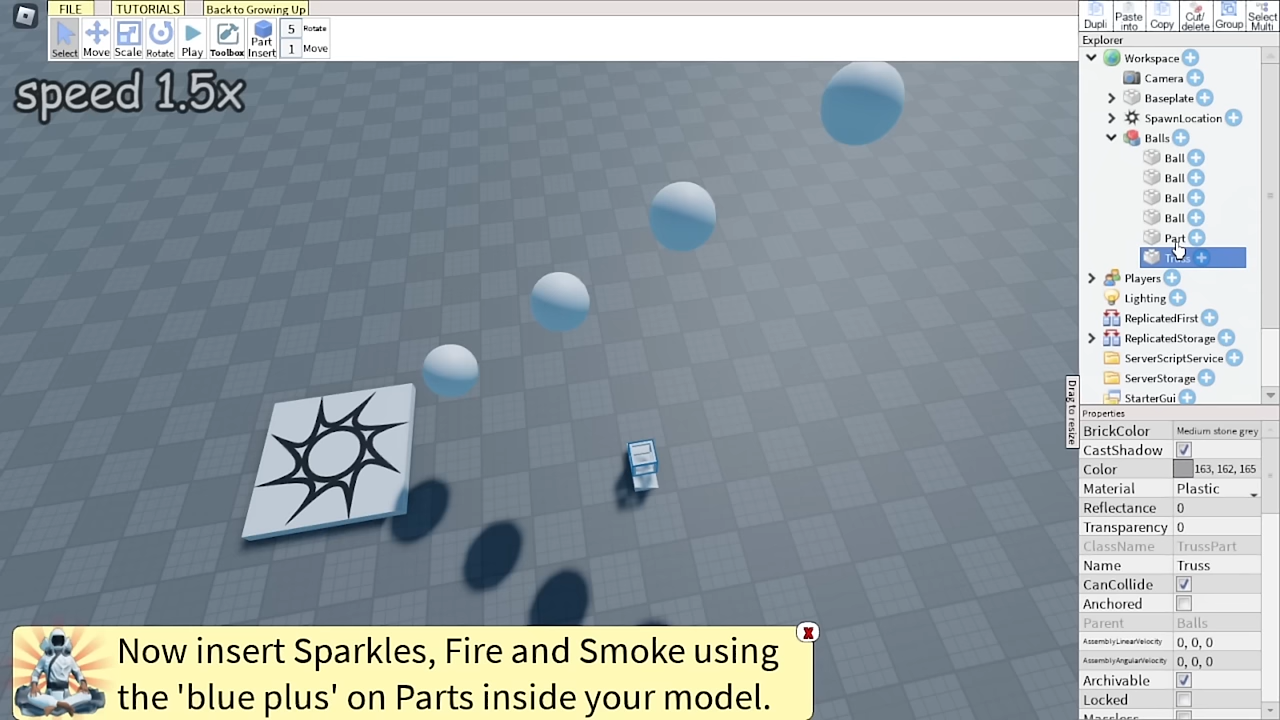 FILE
TUTORIALS
Back to Growing Up
Select
Move
Scale
Rotate
Play
Toolbox
Part
Insert
5
Rotate
1
Move
Dupli
Paste
into
Copy
Cut/
delete
Group
Select
Multi
speed 1.5x
Explorer
Workspace
Camera
Baseplate
SpawnLocation
Balls
Ball
Ball
Ball
Ball
Part
Truss
Players
Lighting
ReplicatedFirst
ReplicatedStorage
ServerScriptService
ServerStorage
StarterGui
Drag to resize
Properties
BrickColor Medium stone grey
CastShadow
Color 163, 162, 165
Material Plastic
Reflectance 0
Transparency 0
ClassName TrussPart
Name Truss
CanCollide
Anchored
Parent Balls
AssemblyLinearVelocity 0, 0, 0
AssemblyAngularVelocity 0, 0, 0
Archivable
Locked
Massless
Now insert Sparkles, Fire and Smoke using
the 'blue plus' on Parts inside your model.
X